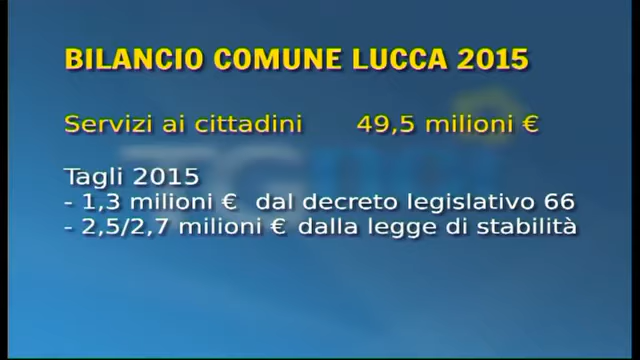 BILANCIO COMUNE LUCCA 2015
Servizi ai cittadini 49,5 milioni €
Tagli 2015
- 1,3 milioni € dal decreto legislativo 66
- 2,5/2,7 milioni € dalla legge di stabilità